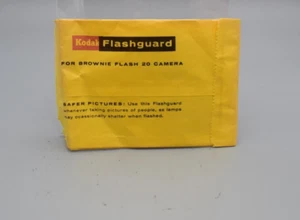 Kodak Flashguard
FOR BROWNIE FLASH 20 CAMERA
SAFER PICTURES: Use this Flashguard
whenever taking pictures of people, as lamps
may occasionally shatter when flashed.